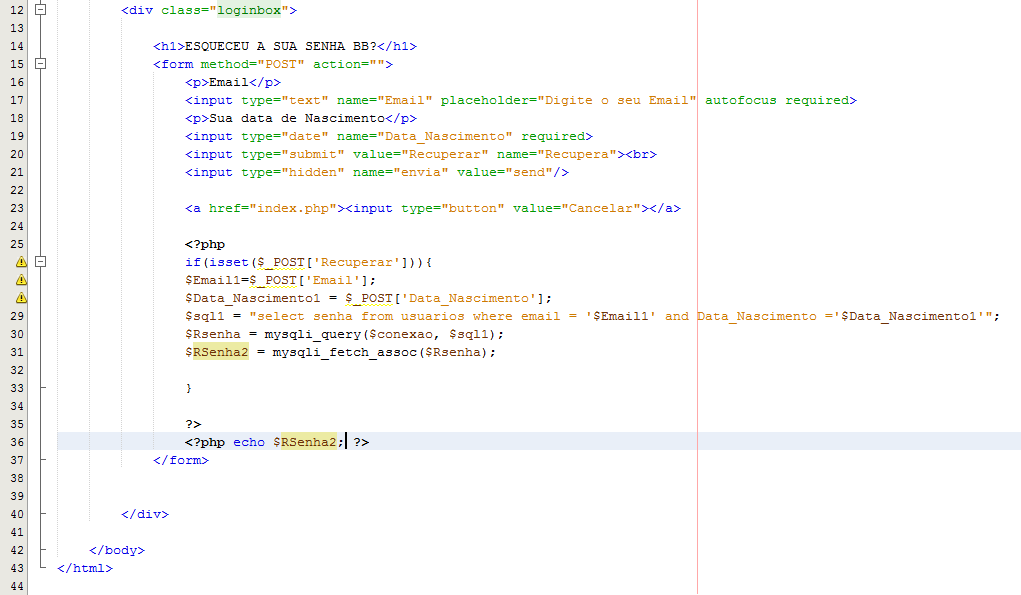 12 <div class="loginbox">
13
14 <h1>ESQUECEU A SUA SENHA BB?</h1>
15 <form method="POST" action="">
16 <p>Email</p>
17 <input type="text" name="Email" placeholder="Digite o seu Email" autofocus required>
18 <p>Sua data de Nascimento</p>
19 <input type="date" name="Data_Nascimento" required>
20 <input type="submit" value="Recuperar" name="Recupera"><br>
21 <input type="hidden" name="envia" value="send"/>
22
23 <a href="index.php"><input type="button" value="Cancelar"></a>
24
25 <?php
if(isset($_POST['Recuperar'])){
$Email1=$_POST['Email'];
$Data_Nascimento1 = $_POST['Data_Nascimento'];
29 $sql1 = "select senha from usuarios where email = '$Email1' and Data_Nascimento ='$Data_Nascimento1'";
30 $Rsenha = mysqli_query($conexao, $sql1);
31 $RSenha2 = mysqli_fetch_assoc($Rsenha);
32
33 }
34
35 ?>
36 <?php echo $RSenha2; ?>
37 </form>
38
39
40 </div>
41
42 </body>
43 </html>
44